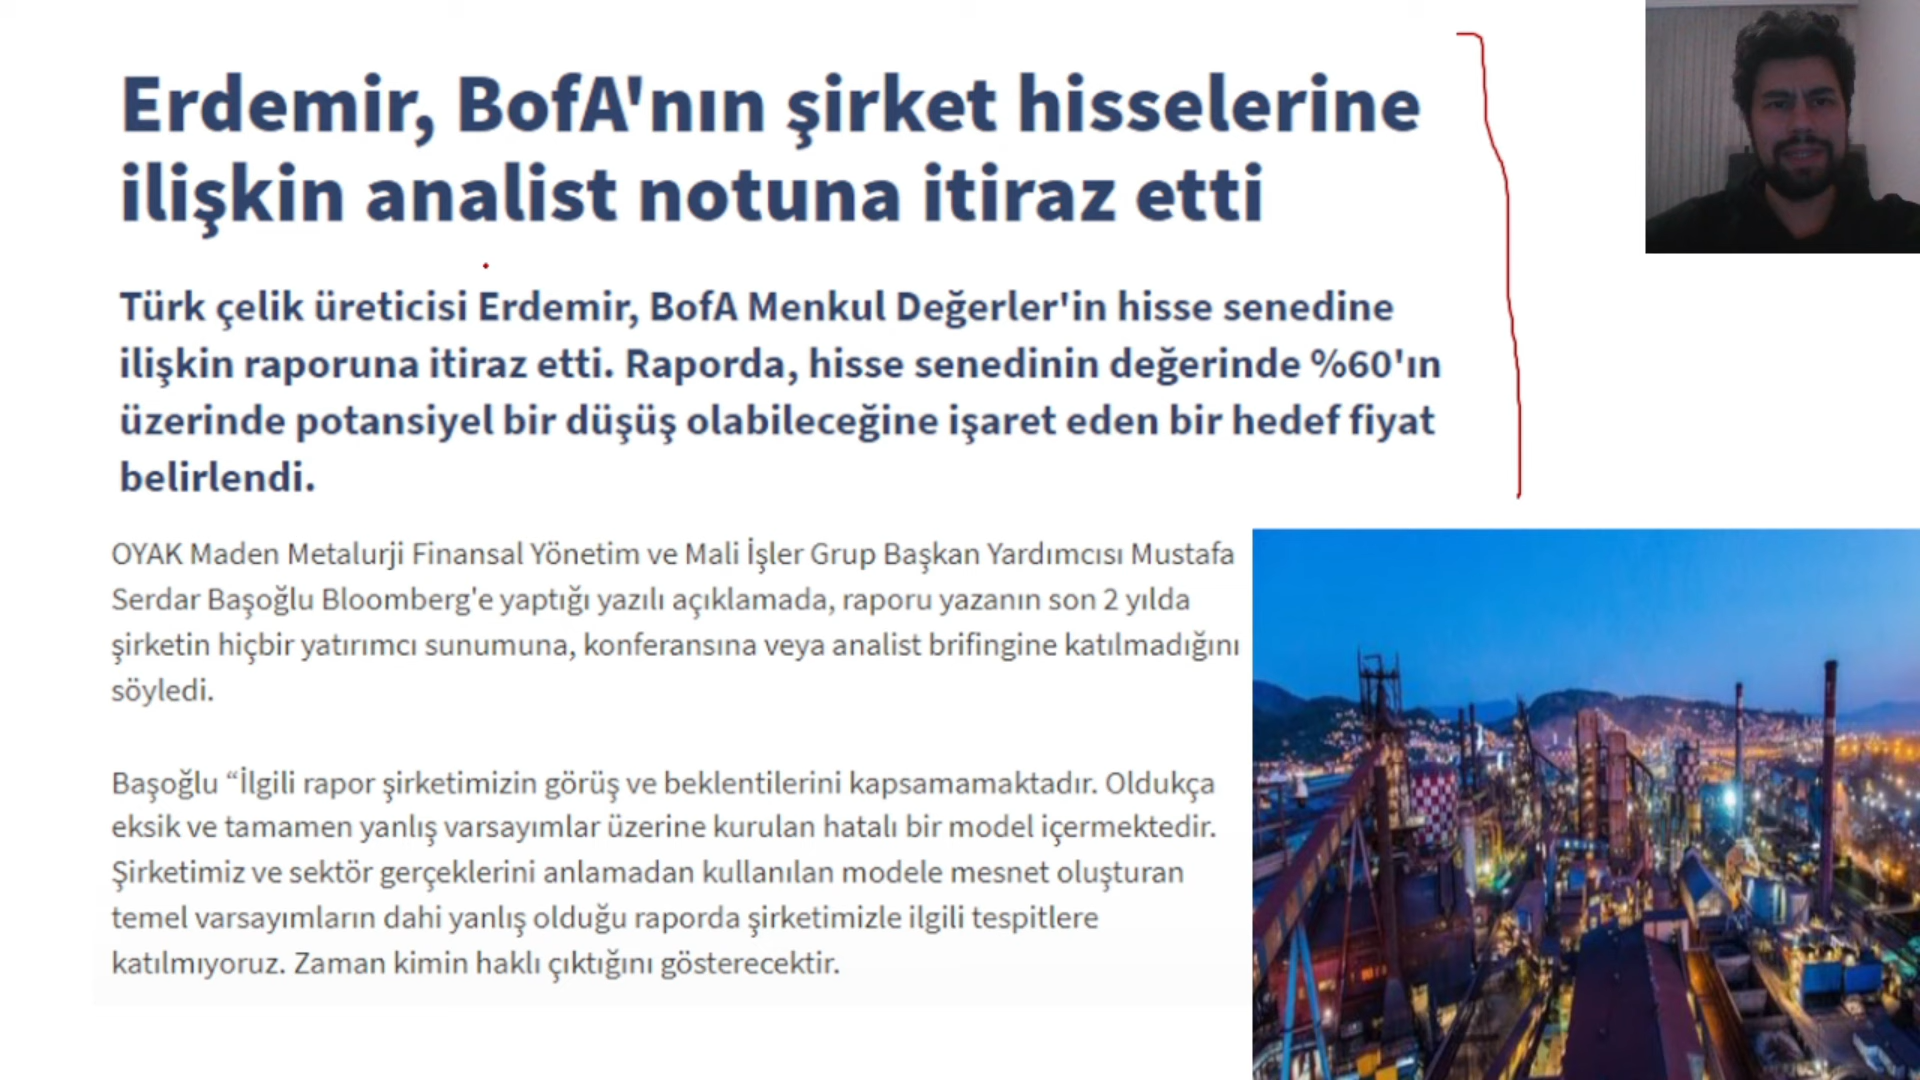 Erdemir, BofA'nın şirket hisselerine
ilişkin analist notuna itiraz etti
Türk çelik üreticisi Erdemir, BofA Menkul Değerler'in hisse senedine
ilişkin raporuna itiraz etti. Raporda, hisse senedinin değerinde %60'ın
üzerinde potansiyel bir düşüş olabileceğine işaret eden bir hedef fiyat
belirlendi.
OYAK Maden Metalurji Finansal Yönetim ve Mali İşler Grup Başkan Yardımcısı Mustafa
Serdar Başoğlu Bloomberg'e yaptığı yazılı açıklamada, raporu yazanın son 2 yılda
şirketin hiçbir yatırımcı sunumuna, konferansına veya analist brifingine katılmadığını
söyledi.
Başoğlu “İlgili rapor şirketimizin görüş ve beklentilerini kapsamamaktadır. Oldukça
eksik ve tamamen yanlış varsayımlar üzerine kurulan hatalı bir model içermektedir.
Şirketimiz ve sektör gerçeklerini anlamadan kullanılan modele mesnet oluşturan
temel varsayımların dahi yanlış olduğu raporda şirketimizle ilgili tespitlere
katılmıyoruz. Zaman kimin haklı çıktığını gösterecektir.